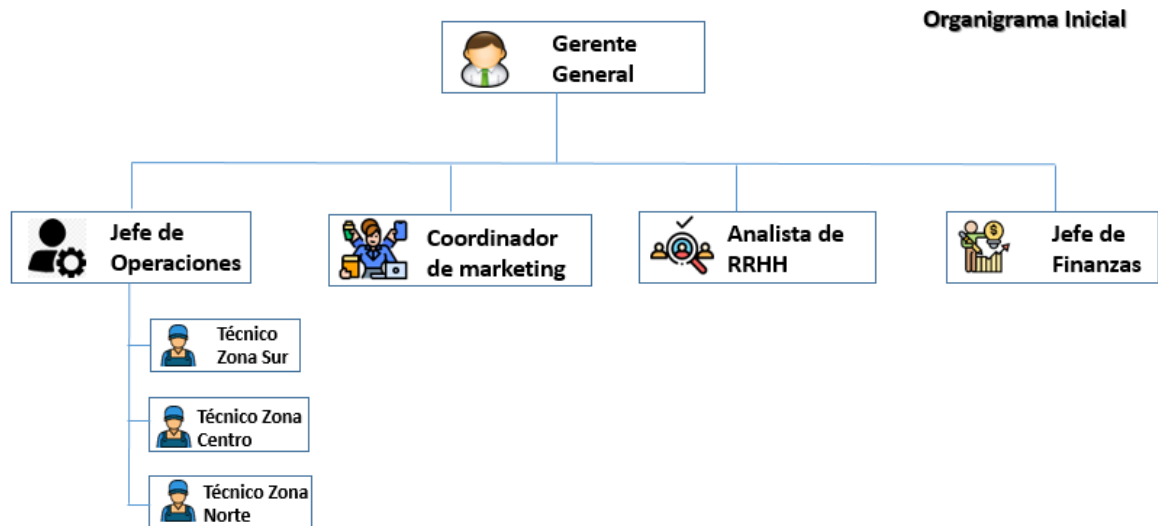 Organigrama Inicial
Gerente
General
Jefe de
Operaciones
Coordinador
de marketing
Analista de
RRHH
Jefe de
Finanzas
Técnico
Zona Sur
Técnico Zona
Centro
Técnico Zona
Norte